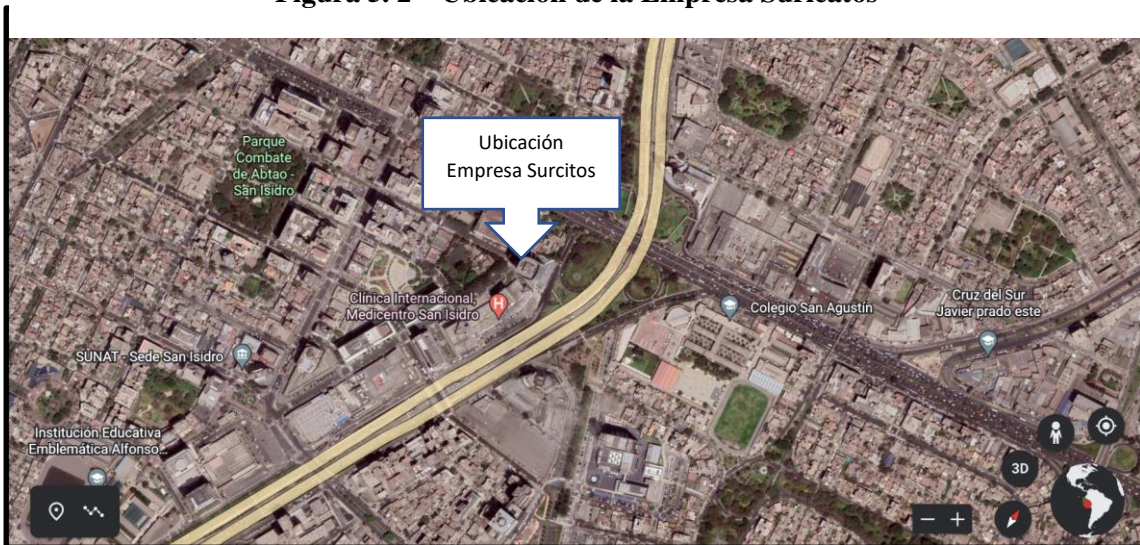 Figura 3. 2 – Ubicación de la Empresa Suricatos
Ubicación
Empresa Surcitos
Parque
Combate
de Abtao -
San Isidro
Clínica Internacional,
Medicentro San Isidro
H
Colegio San Agustín
Cruz del Sur
Javier prado este
SUNAT - Sede San Isidro
Institución Educativa
Emblemática Alfonso...
3D